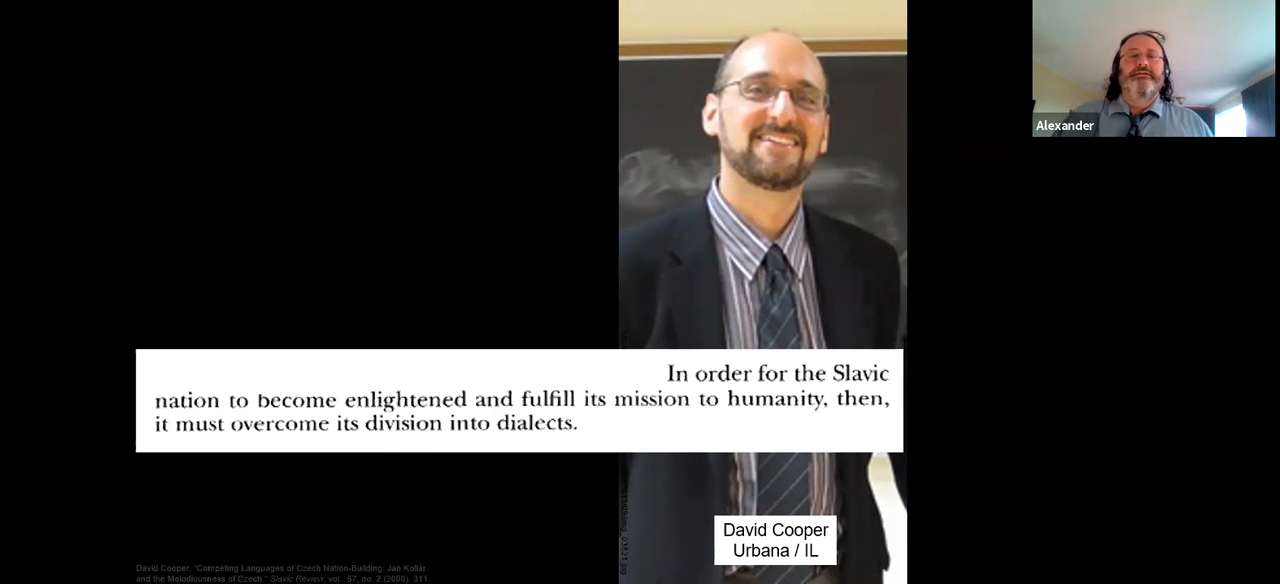 Alexander
In order for the Slavic
nation to become enlightened and fulfill its mission to humanity, then,
it must overcome its division into dialects.
David Cooper
Urbana / IL
David Cooper, "Competing Languages of Czech Nation-Building: Jan Kollár
and the Melodiousness of Czech." Slavic Review, vol. 67, no. 2 (2008), 311.